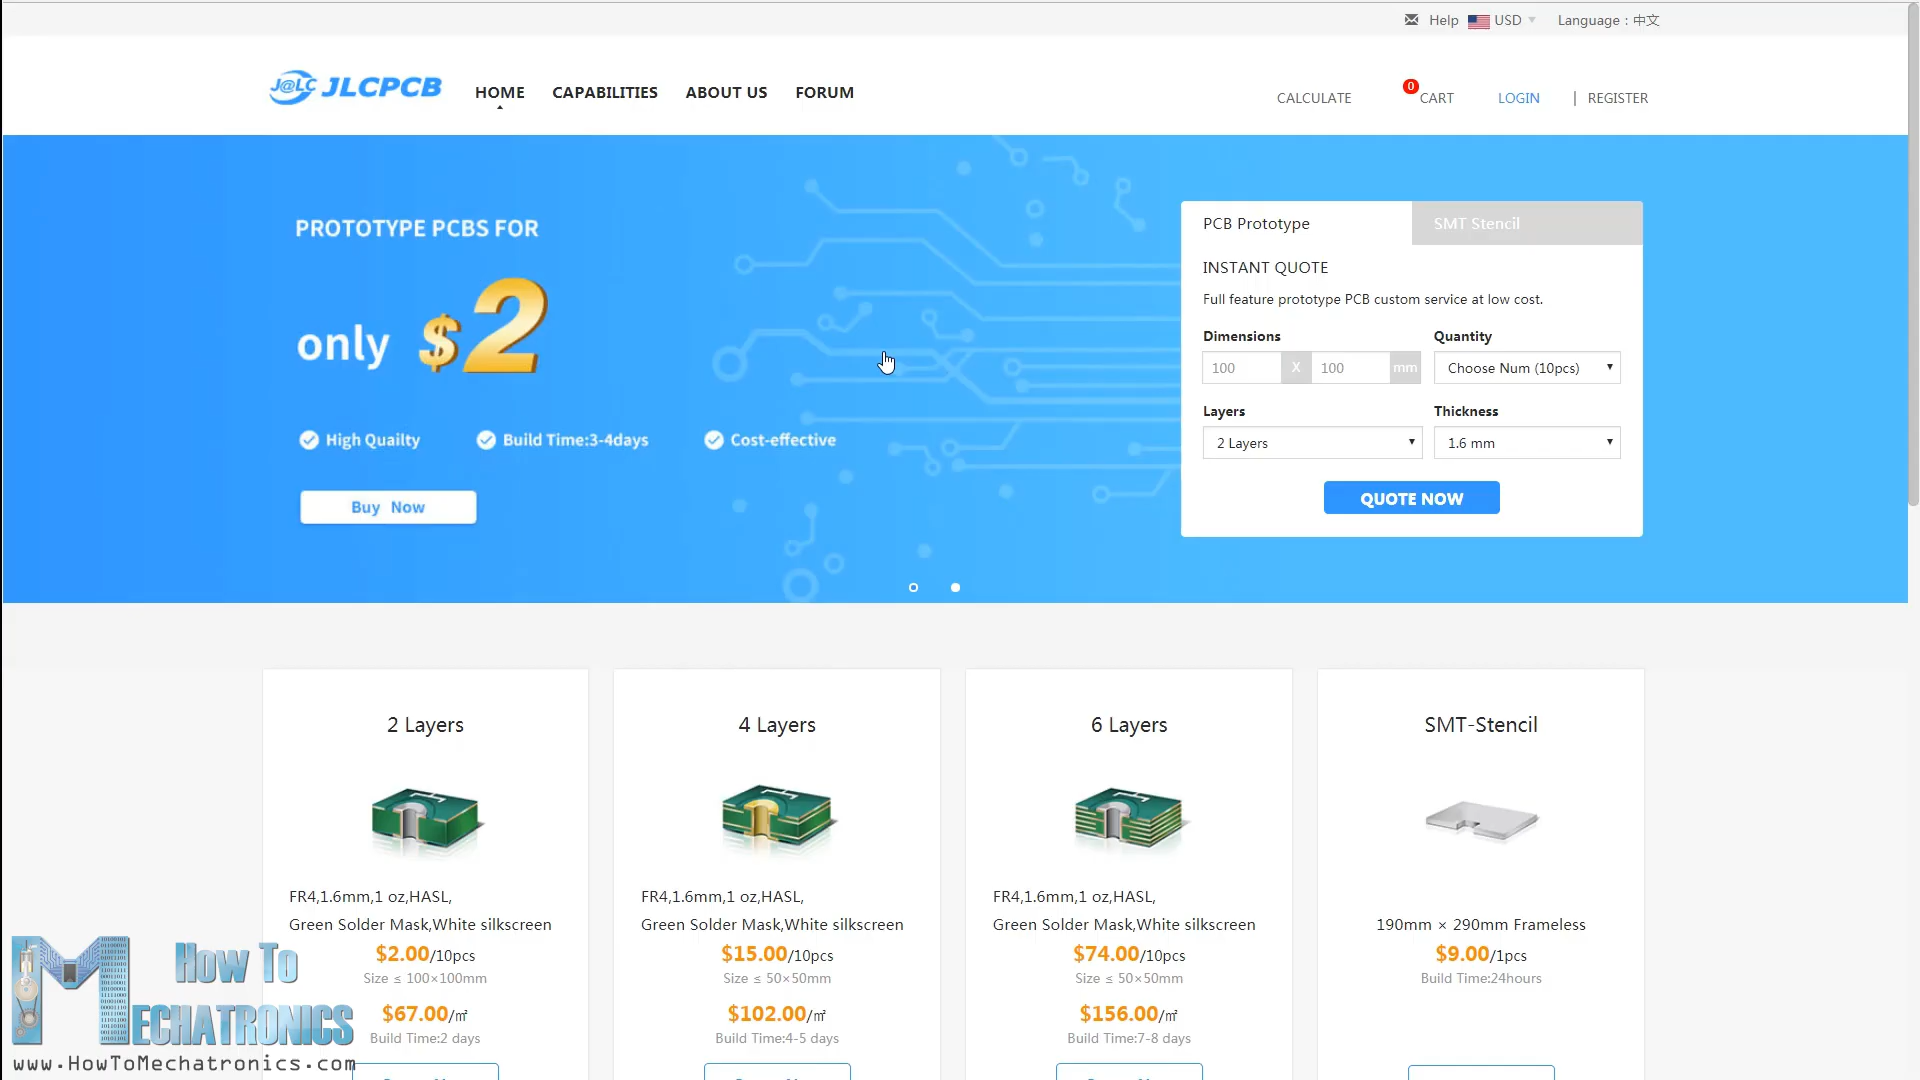 Help USD Language : 中文
J@LC JLCPCB HOME CAPABILITIES ABOUT US FORUM
CALCULATE 0 CART LOGIN | REGISTER
PROTOTYPE PCBS FOR
only $2
High Quailty Build Time:3-4days Cost-effective
Buy Now
PCB Prototype SMT Stencil
INSTANT QUOTE
Full feature prototype PCB custom service at low cost.
Dimensions Quantity
100 X 100 mm Choose Num (10pcs)
Layers Thickness
2 Layers 1.6 mm
QUOTE NOW
2 Layers
FR4,1.6mm,1 oz,HASL,
Green Solder Mask,White silkscreen
$2.00/10pcs
Size ≤ 100×100mm
$67.00/㎡
Build Time:2 days
4 Layers
FR4,1.6mm,1 oz,HASL,
Green Solder Mask,White silkscreen
$15.00/10pcs
Size ≤ 50×50mm
$102.00/㎡
Build Time:4-5 days
6 Layers
FR4,1.6mm,1 oz,HASL,
Green Solder Mask,White silkscreen
$74.00/10pcs
Size ≤ 50×50mm
$156.00/㎡
Build Time:7-8 days
SMT-Stencil
190mm × 290mm Frameless
$9.00/1pcs
Build Time:24hours
How To
MECHATRONICS
www.HowToMechatronics.com